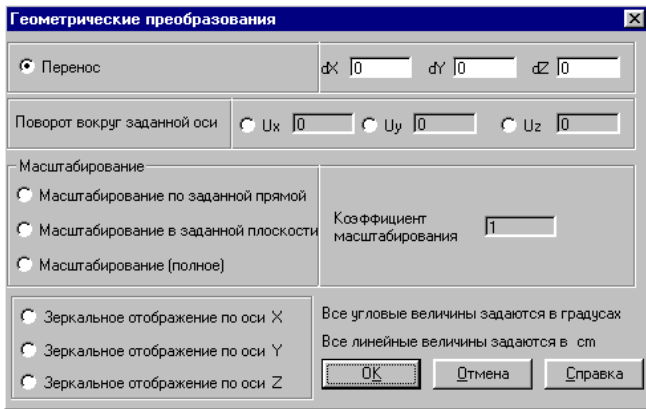 Геометрические преобразования
Перенос dX 0 dY 0 dZ 0
Поворот вокруг заданной оси Ux 0 Uy 0 Uz 0
Масштабирование
Масштабирование по заданной прямой
Масштабирование в заданной плоскости
Масштабирование (полное)
Коэффициент масштабирования 1
Зеркальное отображение по оси X
Зеркальное отображение по оси Y
Зеркальное отображение по оси Z
Все угловые величины задаются в градусах
Все линейные величины задаются в cm
OK Отмена Справка